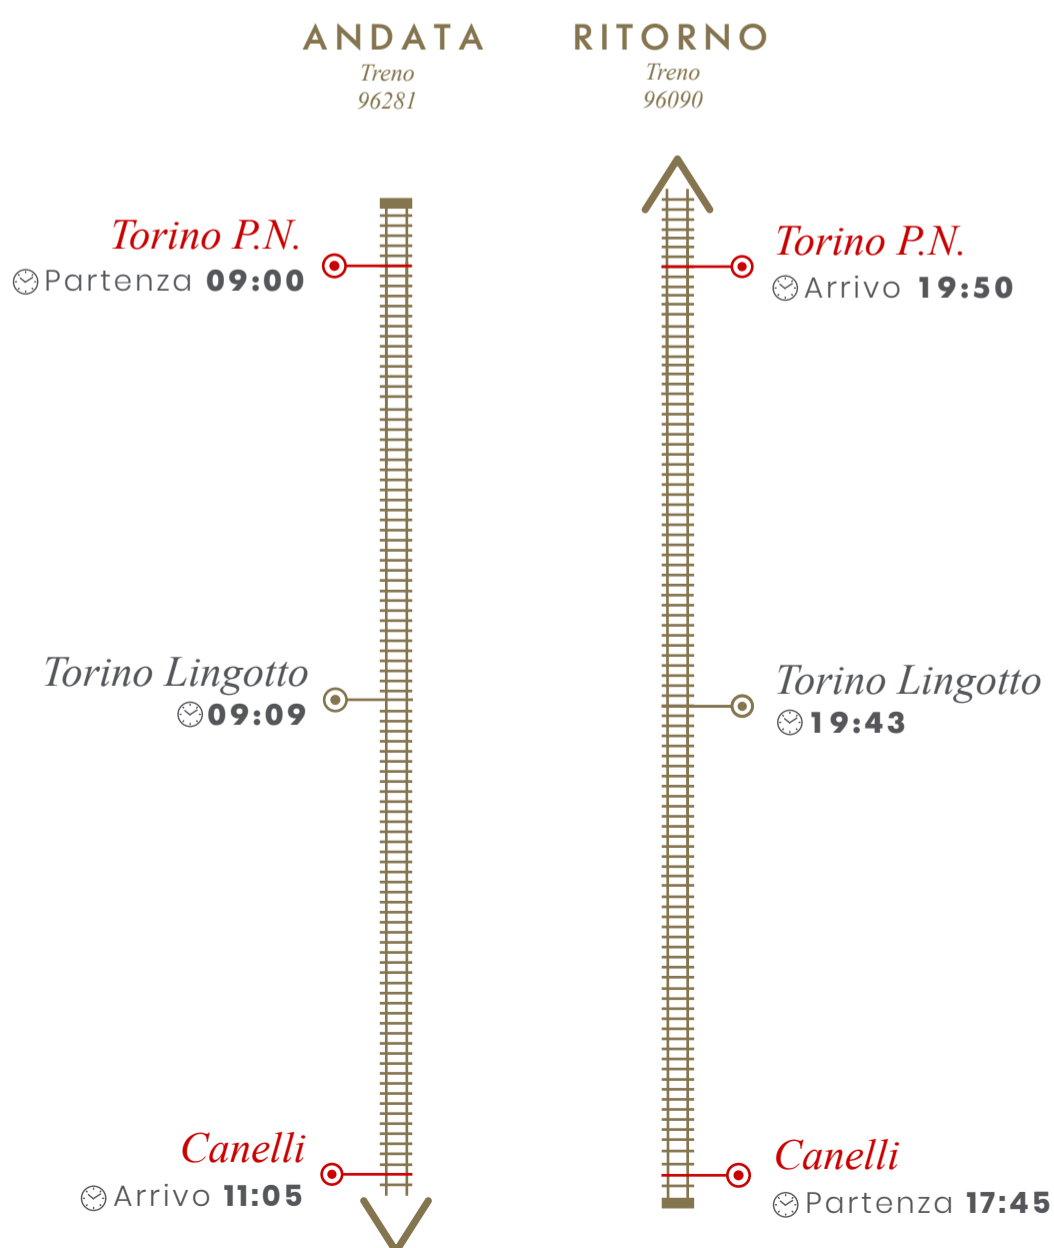 ANDATA
Treno
96281
Torino P.N.
Partenza 09:00
Torino Lingotto
09:09
Canelli
Arrivo 11:05
RITORNO
Treno
96090
Torino P.N.
Arrivo 19:50
Torino Lingotto
19:43
Canelli
Partenza 17:45